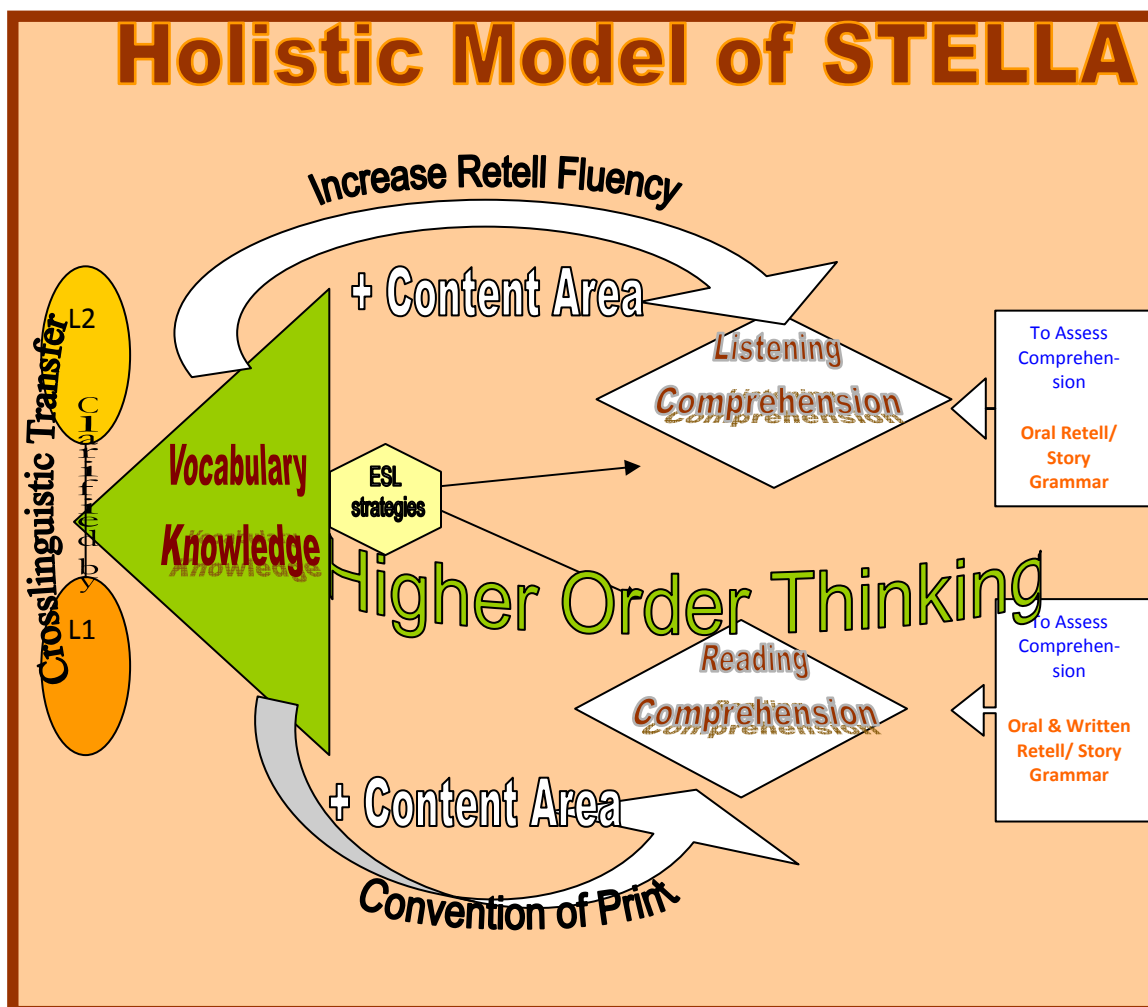 Holistic Model of STELLA
Increase Retell Fluency
+ Content Area
L2
Crosslinguistic Transfer
Clarified by
L1
Vocabulary
Knowledge
ESL
strategies
Listening
Comprehension
To Assess
Comprehen-
sion
Oral Retell/
Story
Grammar
Higher Order Thinking
Reading
Comprehension
To Assess
Comprehen-
sion
Oral & Written
Retell/ Story
Grammar
+ Content Area
Convention of Print